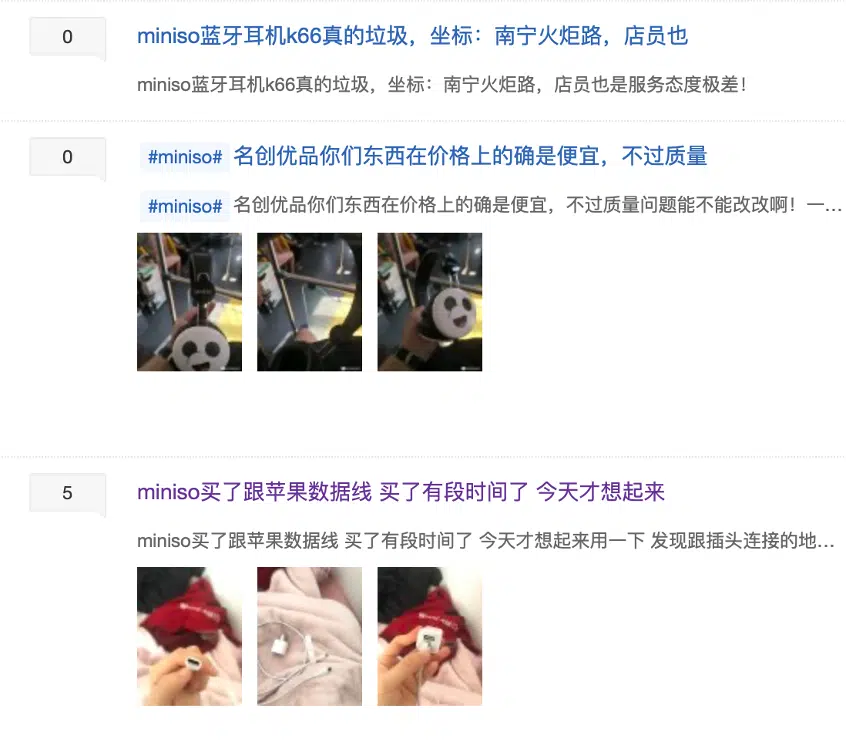 0
miniso蓝牙耳机k66真的垃圾，坐标：南宁火炬路，店员也
miniso蓝牙耳机k66真的垃圾，坐标：南宁火炬路，店员也是服务态度极差！
0
#miniso# 名创优品你们东西在价格上的确是便宜，不过质量
#miniso# 名创优品你们东西在价格上的确是便宜，不过质量问题能不能改改啊！一...
5
miniso买了跟苹果数据线 买了有段时间了 今天才想起来
miniso买了跟苹果数据线 买了有段时间了 今天才想起来用一下 发现跟插头连接的地...